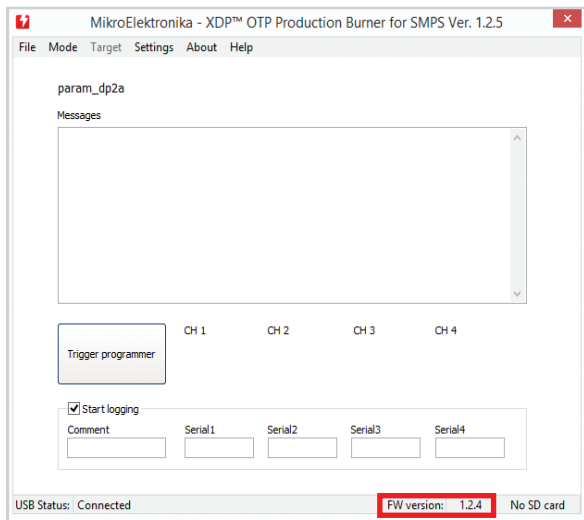 MikroElektronika - XDP™ OTP Production Burner for SMPS Ver. 1.2.5
File Mode Target Settings About Help
param_dp2a
Messages
Trigger programmer
CH 1 CH 2 CH 3 CH 4
Start logging
Comment Serial1 Serial2 Serial3 Serial4
USB Status: Connected FW version: 1.2.4 No SD card